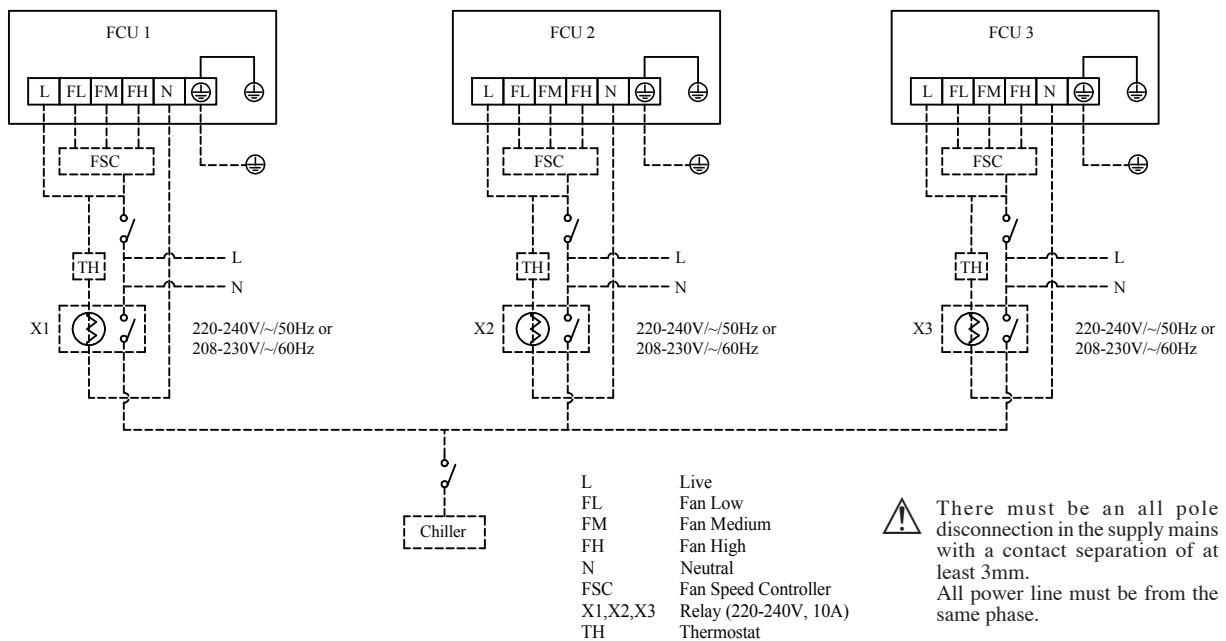 FCU 1
L FL FM FH N
FSC
TH
L
N
X1
220-240V/~/50Hz or
208-230V/~/60Hz
FCU 2
L FL FM FH N
FSC
TH
L
N
X2
220-240V/~/50Hz or
208-230V/~/60Hz
FCU 3
L FL FM FH N
FSC
TH
L
N
X3
220-240V/~/50Hz or
208-230V/~/60Hz
Chiller
L Live
FL Fan Low
FM Fan Medium
FH Fan High
N Neutral
FSC Fan Speed Controller
X1,X2,X3 Relay (220-240V, 10A)
TH Thermostat
There must be an all pole
disconnection in the supply mains
with a contact separation of at
least 3mm.
All power line must be from the
same phase.